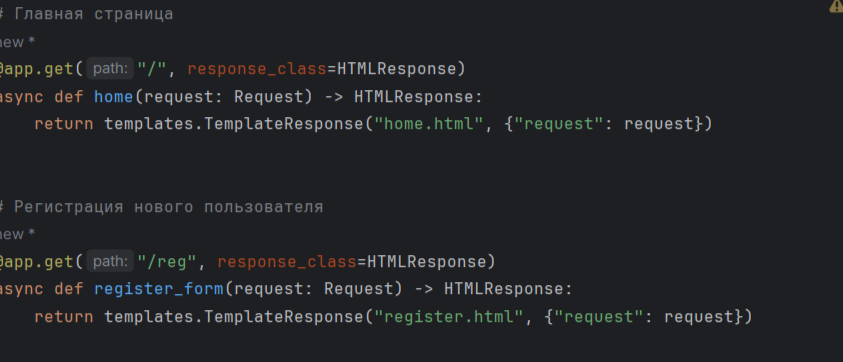 # Главная страница
new *
@app.get( path: "/", response_class=HTMLResponse)
async def home(request: Request) -> HTMLResponse:
    return templates.TemplateResponse("home.html", {"request": request})
# Регистрация нового пользователя
new *
@app.get( path: "/reg", response_class=HTMLResponse)
async def register_form(request: Request) -> HTMLResponse:
    return templates.TemplateResponse("register.html", {"request": request})